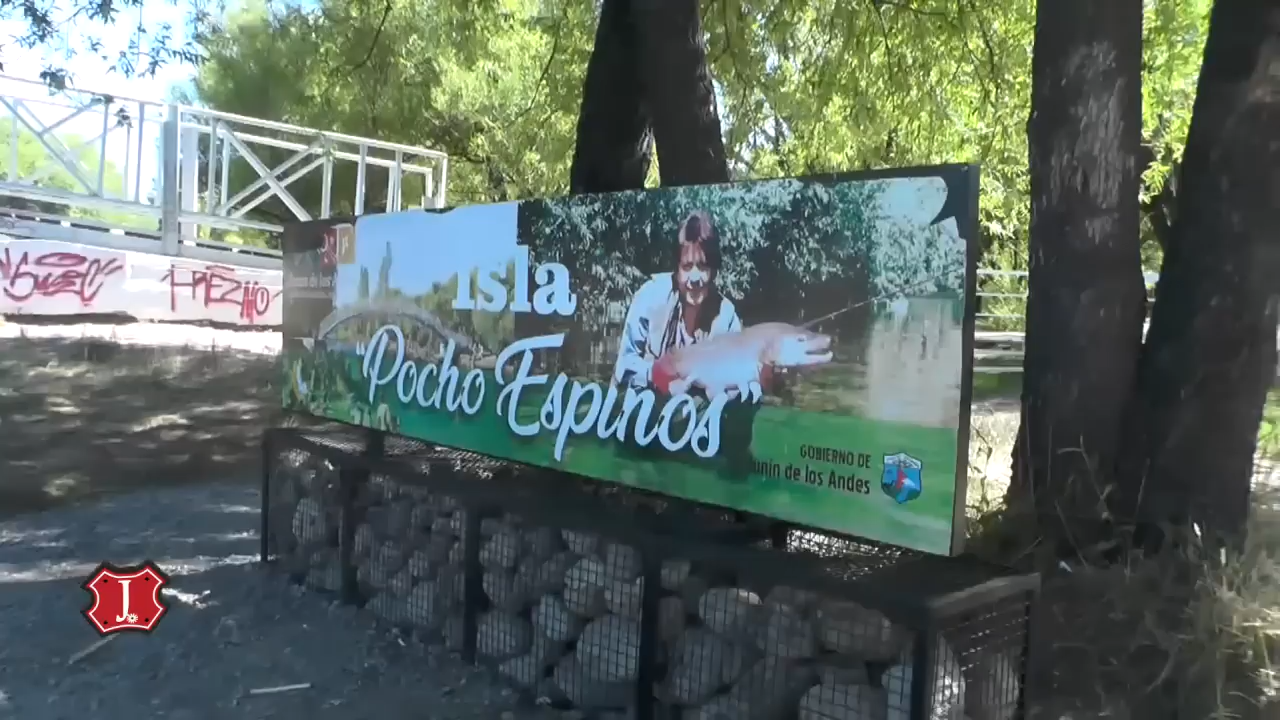 Isla
"Pocho Espinos"
GOBIERNO DE
unín de los Andes
J